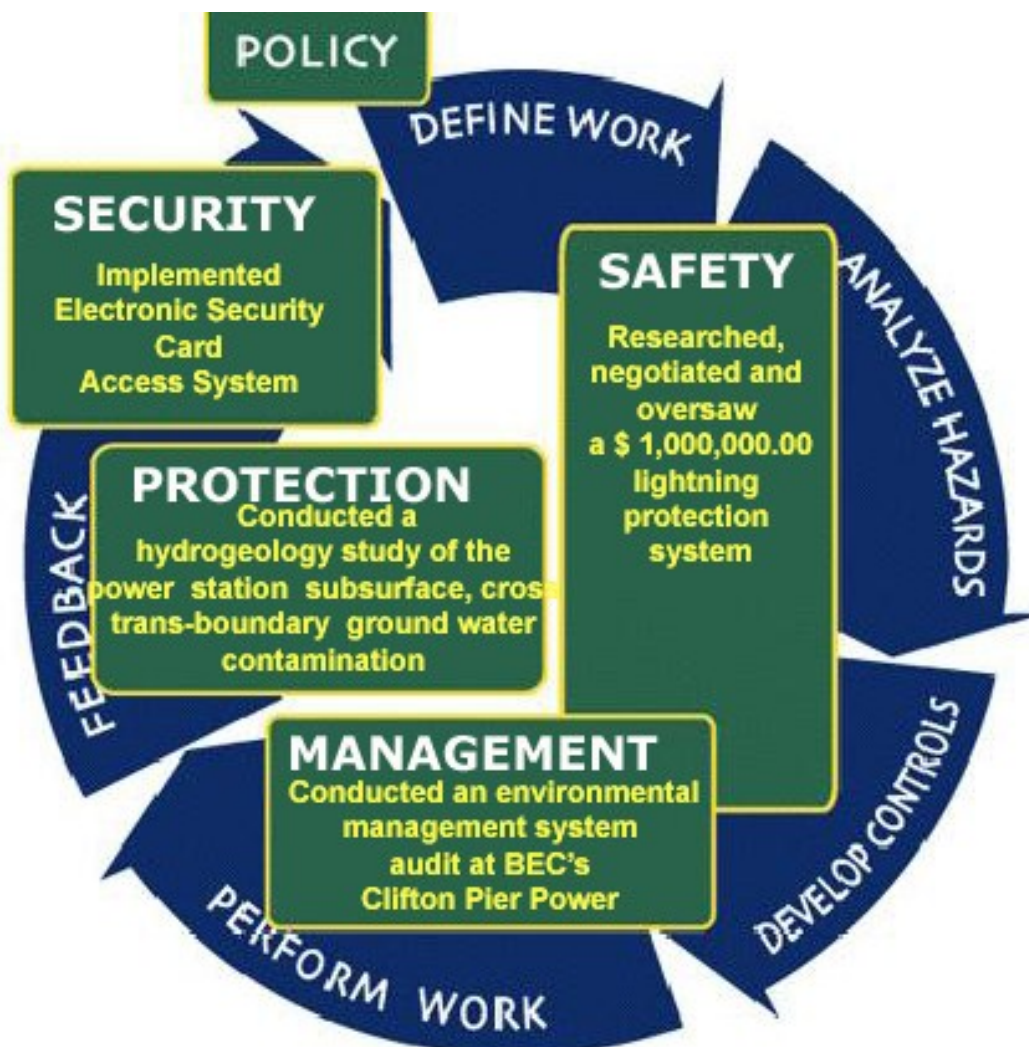 POLICY
DEFINE WORK
ANALYZE HAZARDS
DEVELOP CONTROLS
PERFORM WORK
FEEDBACK
SECURITY
Implemented
Electronic Security
Card
Access System
SAFETY
Researched,
negotiated and
oversaw
a $ 1,000,000.00
lightning
protection
system
PROTECTION
Conducted a
hydrogeology study of the
power station subsurface, cross
trans-boundary ground water
contamination
MANAGEMENT
Conducted an environmental
management system
audit at BEC's
Clifton Pier Power